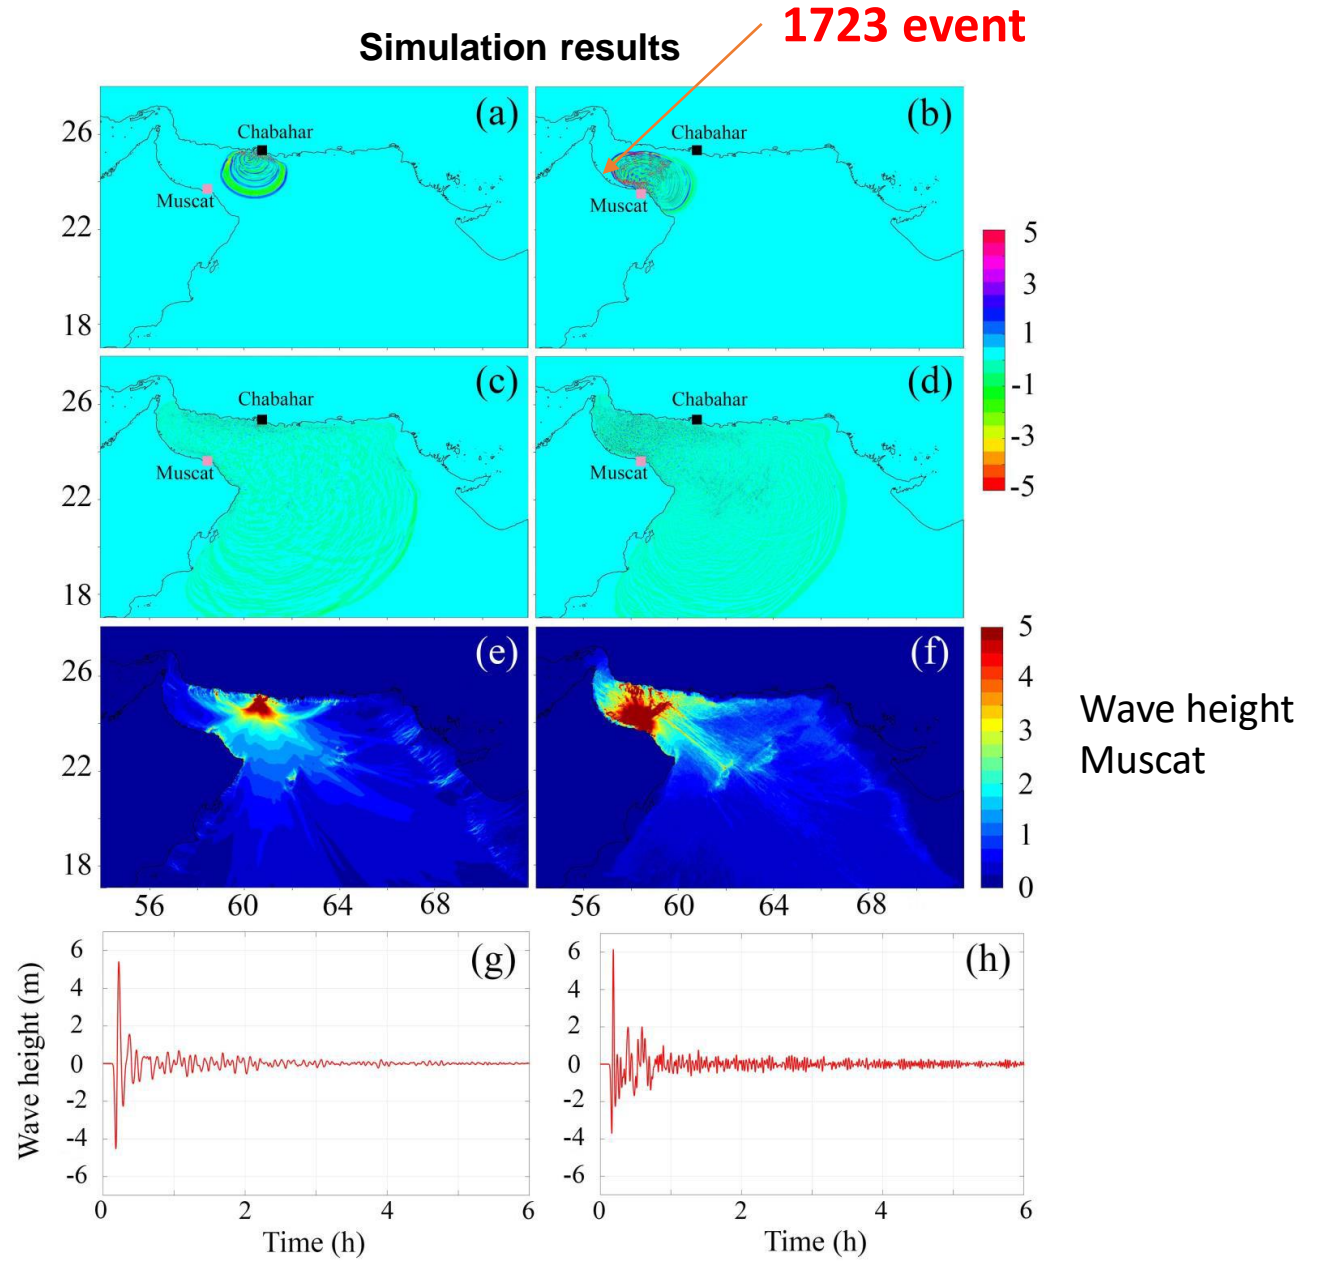 1723 event
Simulation results
(a)
(b)
26
22
18
Chabahar
Muscat
Chabahar
Muscat
5
3
1
-1
-3
-5
(c)
(d)
26
22
18
Chabahar
Muscat
Chabahar
Muscat
(e)
(f)
26
22
18
56 60 64 68
56 60 64 68
5
4
3
2
1
0
Wave height
Muscat
(g)
(h)
Wave height (m)
6
4
2
0
-2
-4
-6
0 2 4 6
Time (h)
6
4
2
0
-2
-4
-6
0 2 4 6
Time (h)